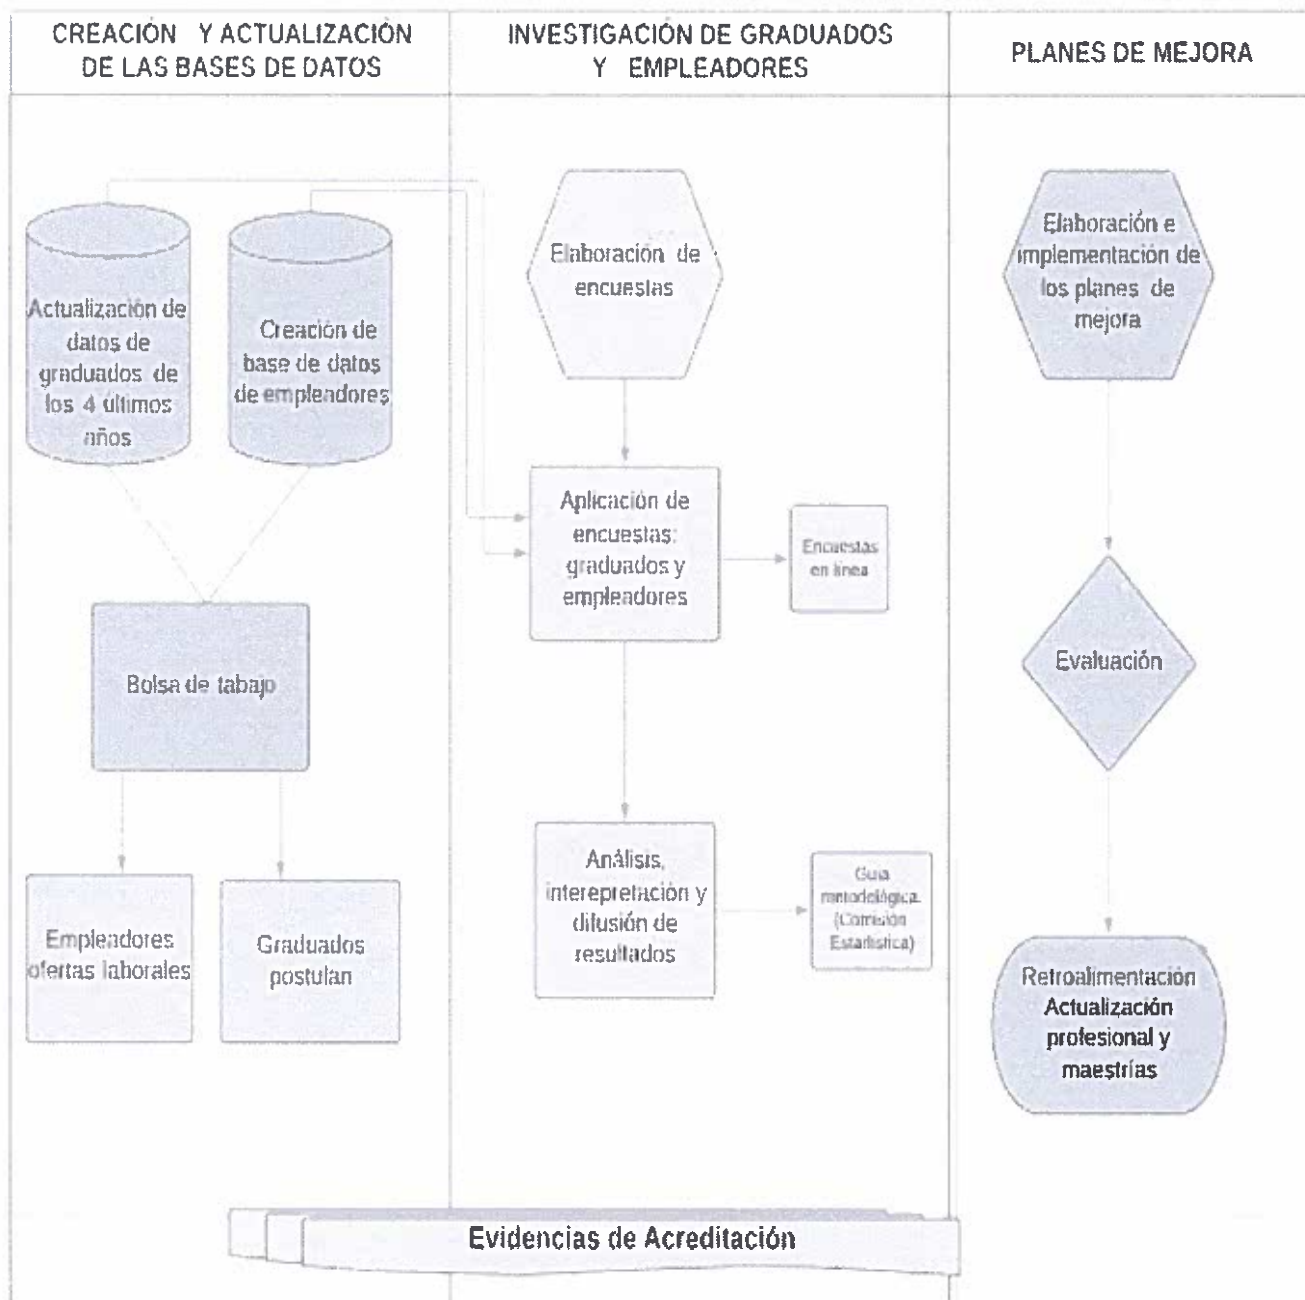 CREACIÓN Y ACTUALIZACIÓN
DE LAS BASES DE DATOS
INVESTIGACIÓN DE GRADUADOS
Y EMPLEADORES
PLANES DE MEJORA
Actualización de
datos de
graduados de
los 4 últimos
años
Creación de
base de datos
de empleadores
Bolsa de tabajo
Empleadores
ofertas laborales
Graduados
postulan
Elaboración de
encuestas
Aplicación de
encuestas:
graduados y
empleadores
Encuestas
en línea
Análisis,
interepretación y
difusión de
resultados
Guía
metodológica.
(Comisión
Estadística)
Elaboración e
implementación de
los planes de
mejora
Evaluación
Retroalimentación
Actualización
profesional y
maestrías
Evidencias de Acreditación